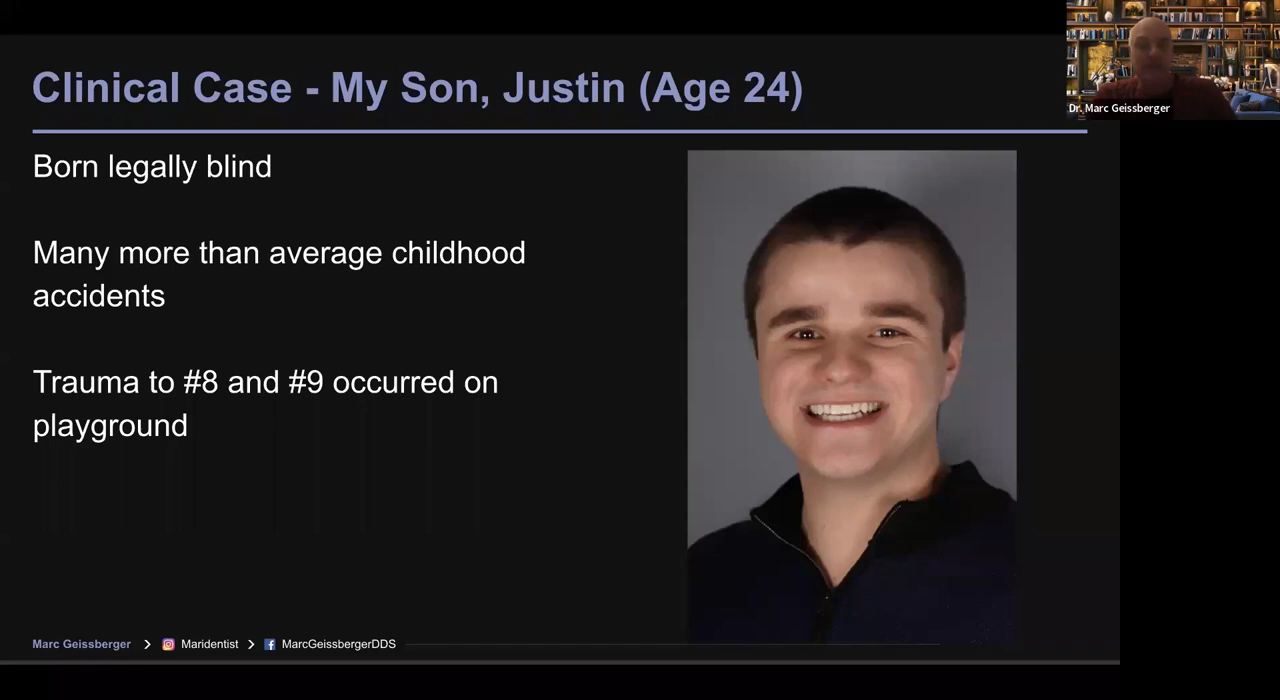 Clinical Case - My Son, Justin (Age 24)
Dr. Marc Geissberger
Born legally blind
Many more than average childhood
accidents
Trauma to #8 and #9 occurred on
playground
Marc Geissberger > Maridentist > MarcGeissbergerDDS